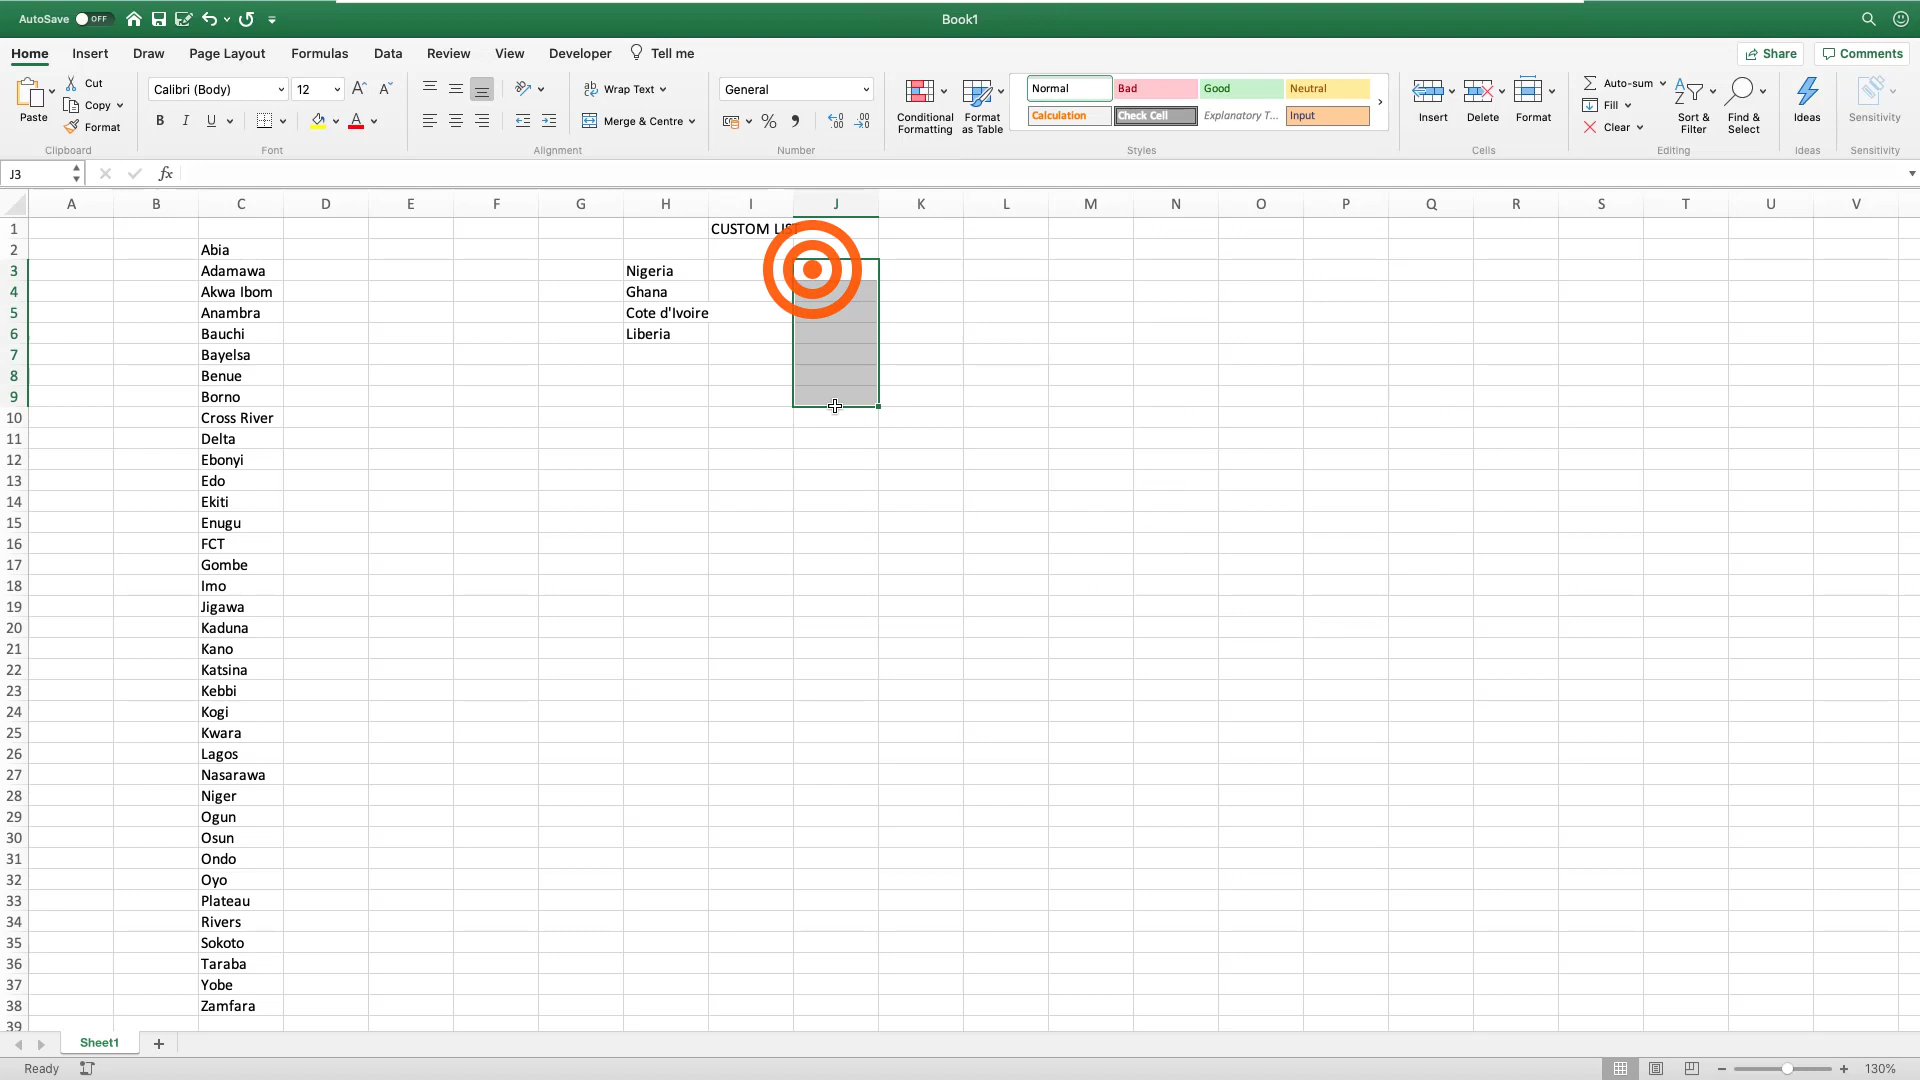 AutoSave OFF Book1
Home Insert Draw Page Layout Formulas Data Review View Developer Tell me Share Comments
Paste Cut Copy Format Calibri (Body) 12 Wrap Text Merge & Centre General Conditional Formatting Format as Table Normal Bad Good Neutral Calculation Check Cell Explanatory T... Input Insert Delete Format Auto-sum Fill Clear Sort & Filter Find & Select Ideas Sensitivity
Clipboard Font Alignment Number Styles Cells Editing Ideas Sensitivity
J3 fx
A B C D E F G H I J K L M N O P Q R S T U V
1 CUSTOM LIST
2 Abia
3 Adamawa Nigeria
4 Akwa Ibom Ghana
5 Anambra Cote d'Ivoire
6 Bauchi Liberia
7 Bayelsa
8 Benue
9 Borno
10 Cross River
11 Delta
12 Ebonyi
13 Edo
14 Ekiti
15 Enugu
16 FCT
17 Gombe
18 Imo
19 Jigawa
20 Kaduna
21 Kano
22 Katsina
23 Kebbi
24 Kogi
25 Kwara
26 Lagos
27 Nasarawa
28 Niger
29 Ogun
30 Osun
31 Ondo
32 Oyo
33 Plateau
34 Rivers
35 Sokoto
36 Taraba
37 Yobe
38 Zamfara
39
Sheet1
Ready 130%